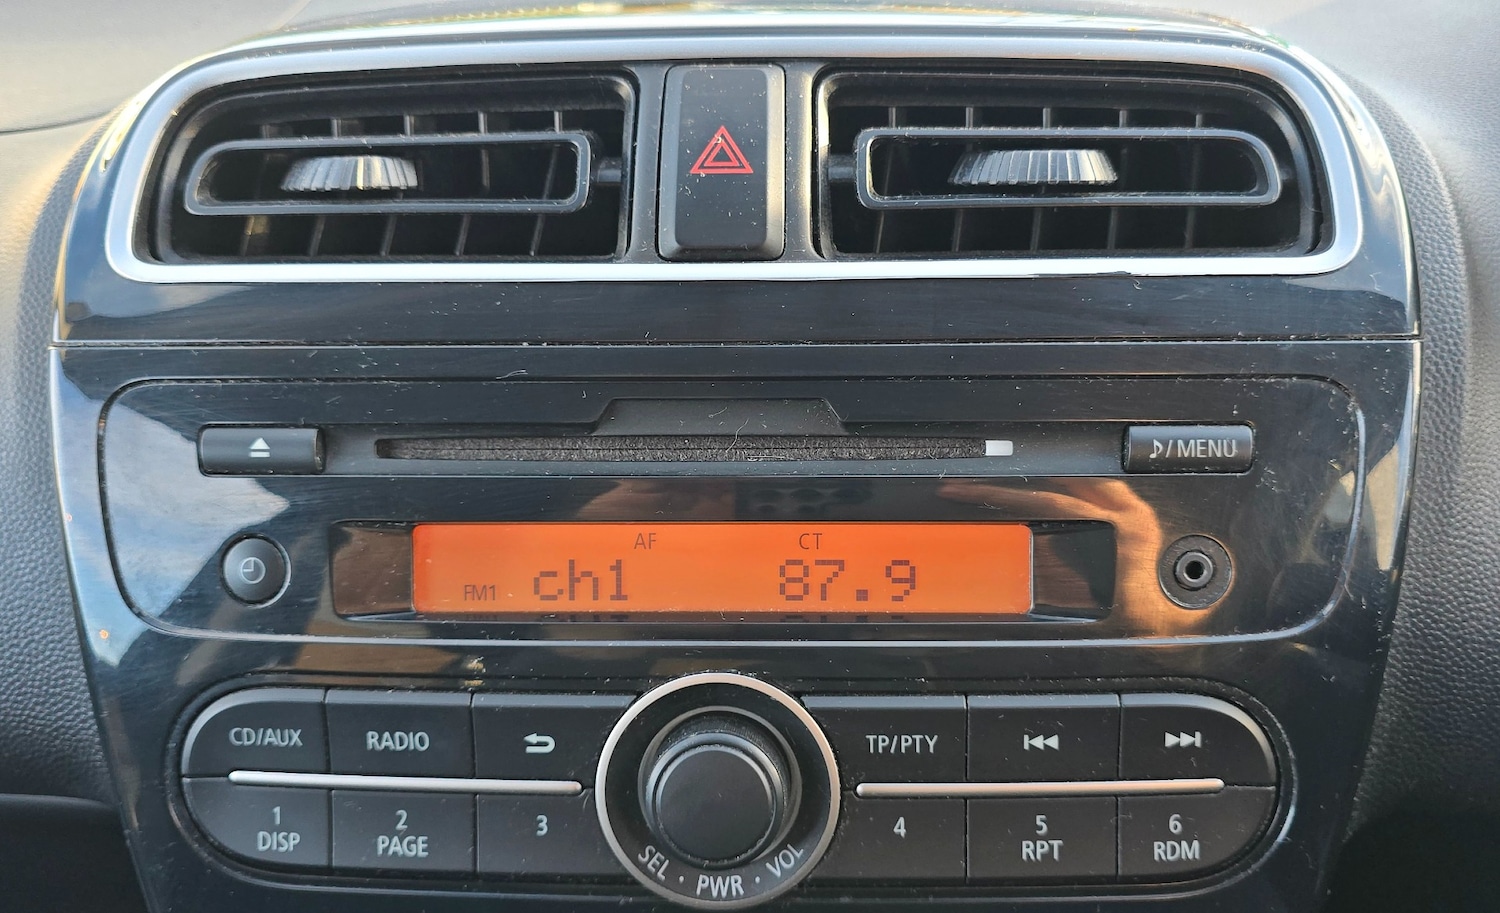 / MENU
AF CT
FM1 ch1 87.9
CD/AUX RADIO TP/PTY
1 2 3 4 5 6
DISP PAGE RPT RDM
SEL · PWR · VOL